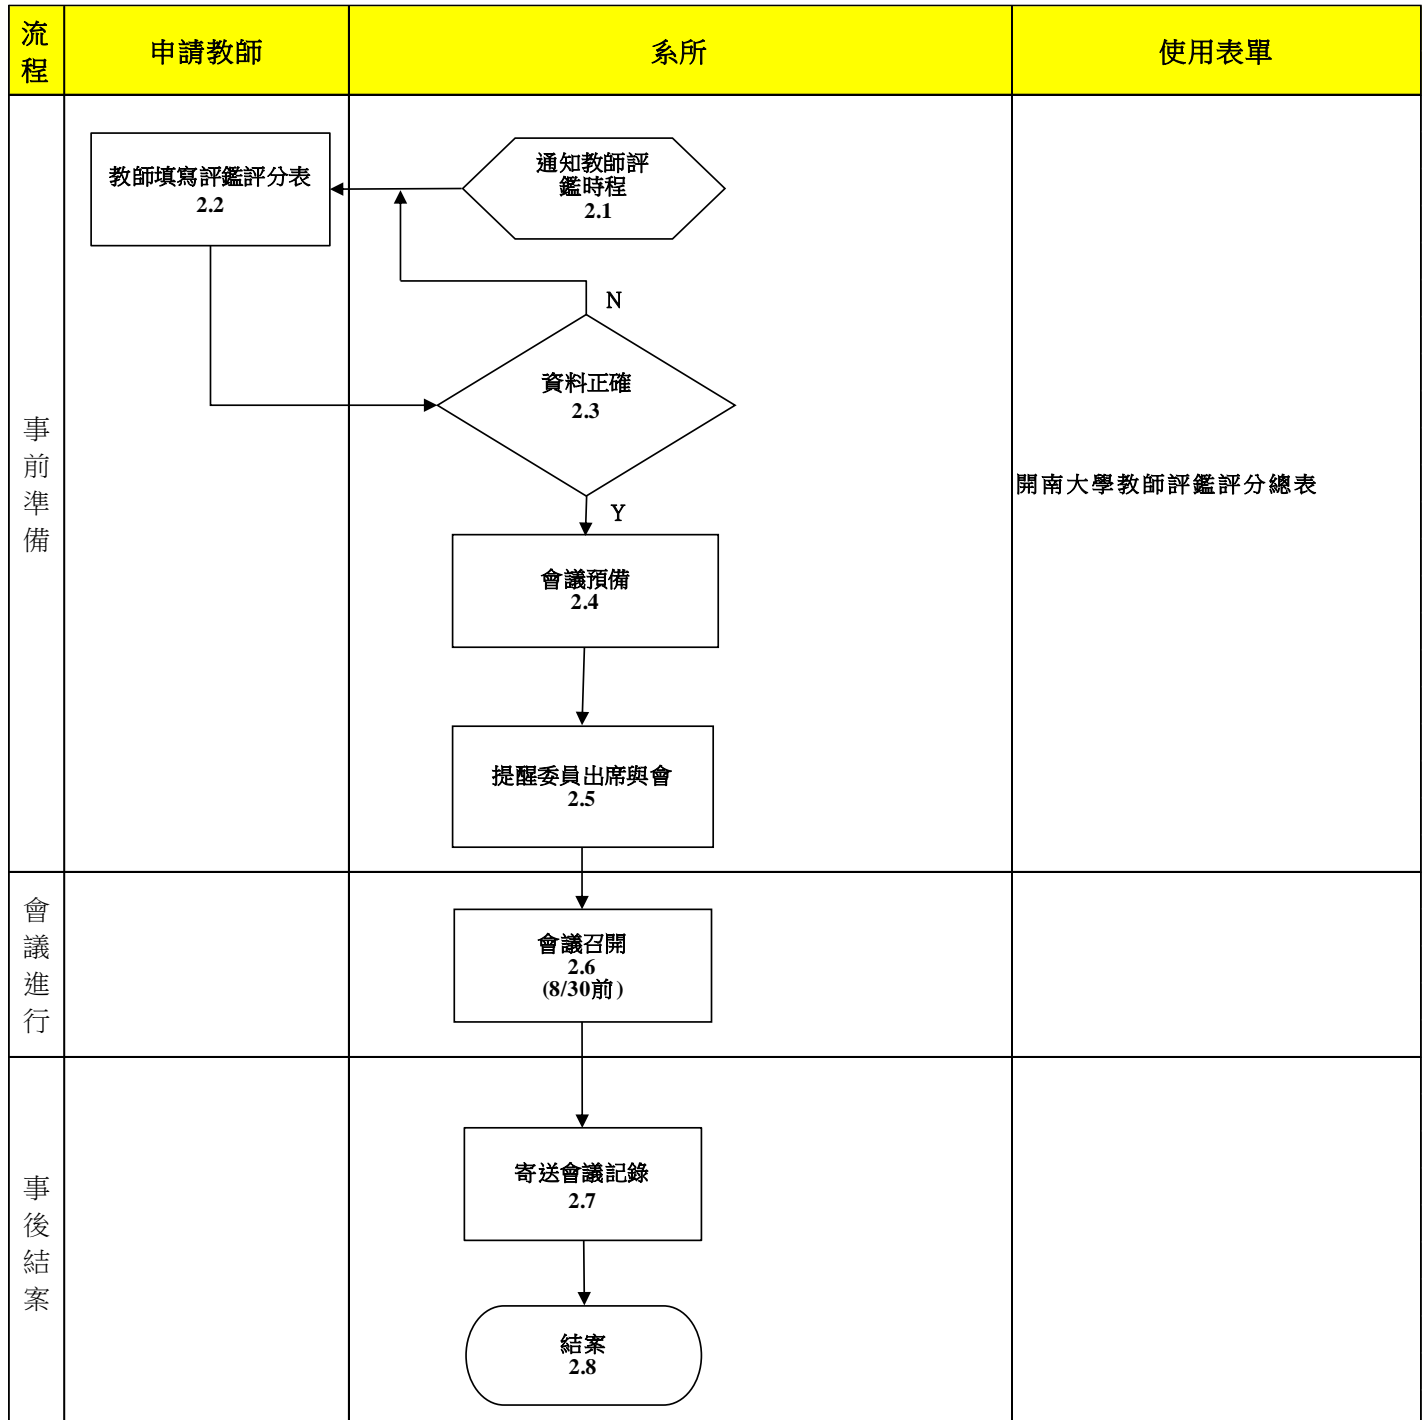 流
程
申請教師
系所
使用表單
事
前
準
備
通知教師評
鑑時程
2.1
教師填寫評鑑評分表
2.2
N
資料正確
2.3
Y
開南大學教師評鑑評分總表
會議預備
2.4
提醒委員出席與會
2.5
會
議
進
行
會議召開
2.6
(8/30前)
事
後
結
案
寄送會議記錄
2.7
結案
2.8